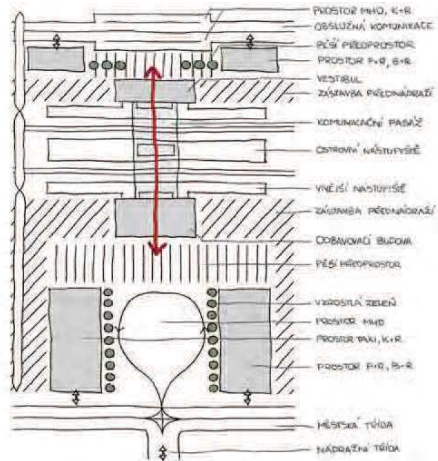 PROSTOR MHD, K+R
OBSLUŽNÁ KOMUNIKACE
PĚŠÍ PŘEDPROSTOR
PROSTOR P+R, B+R
VESTIBUL
ZÁSTAVBA PŘEDNÁDRAŽÍ
KOMUNIKAČNÍ PASÁŽ
OSTROVNÍ NÁSTUPIŠTĚ
VNĚJŠÍ NÁSTUPIŠTĚ
ZÁSTAVBA PŘEDNÁDRAŽÍ
ODBAVOVACÍ BUDOVA
PĚŠÍ PŘEDPROSTOR
VZROSTLÁ ZELEŇ
PROSTOR MHD
PROSTOR TAXI, K+R
PROSTOR P+R, B+R
MĚSTSKÁ TŘÍDA
NÁDRAŽNÍ TŘÍDA